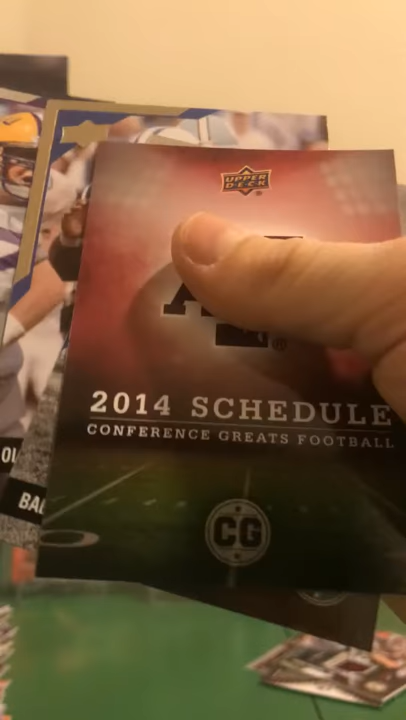 UPPER
DECK
®
A
®
2014 SCHEDULE
CONFERENCE GREATS FOOTBALL
CG